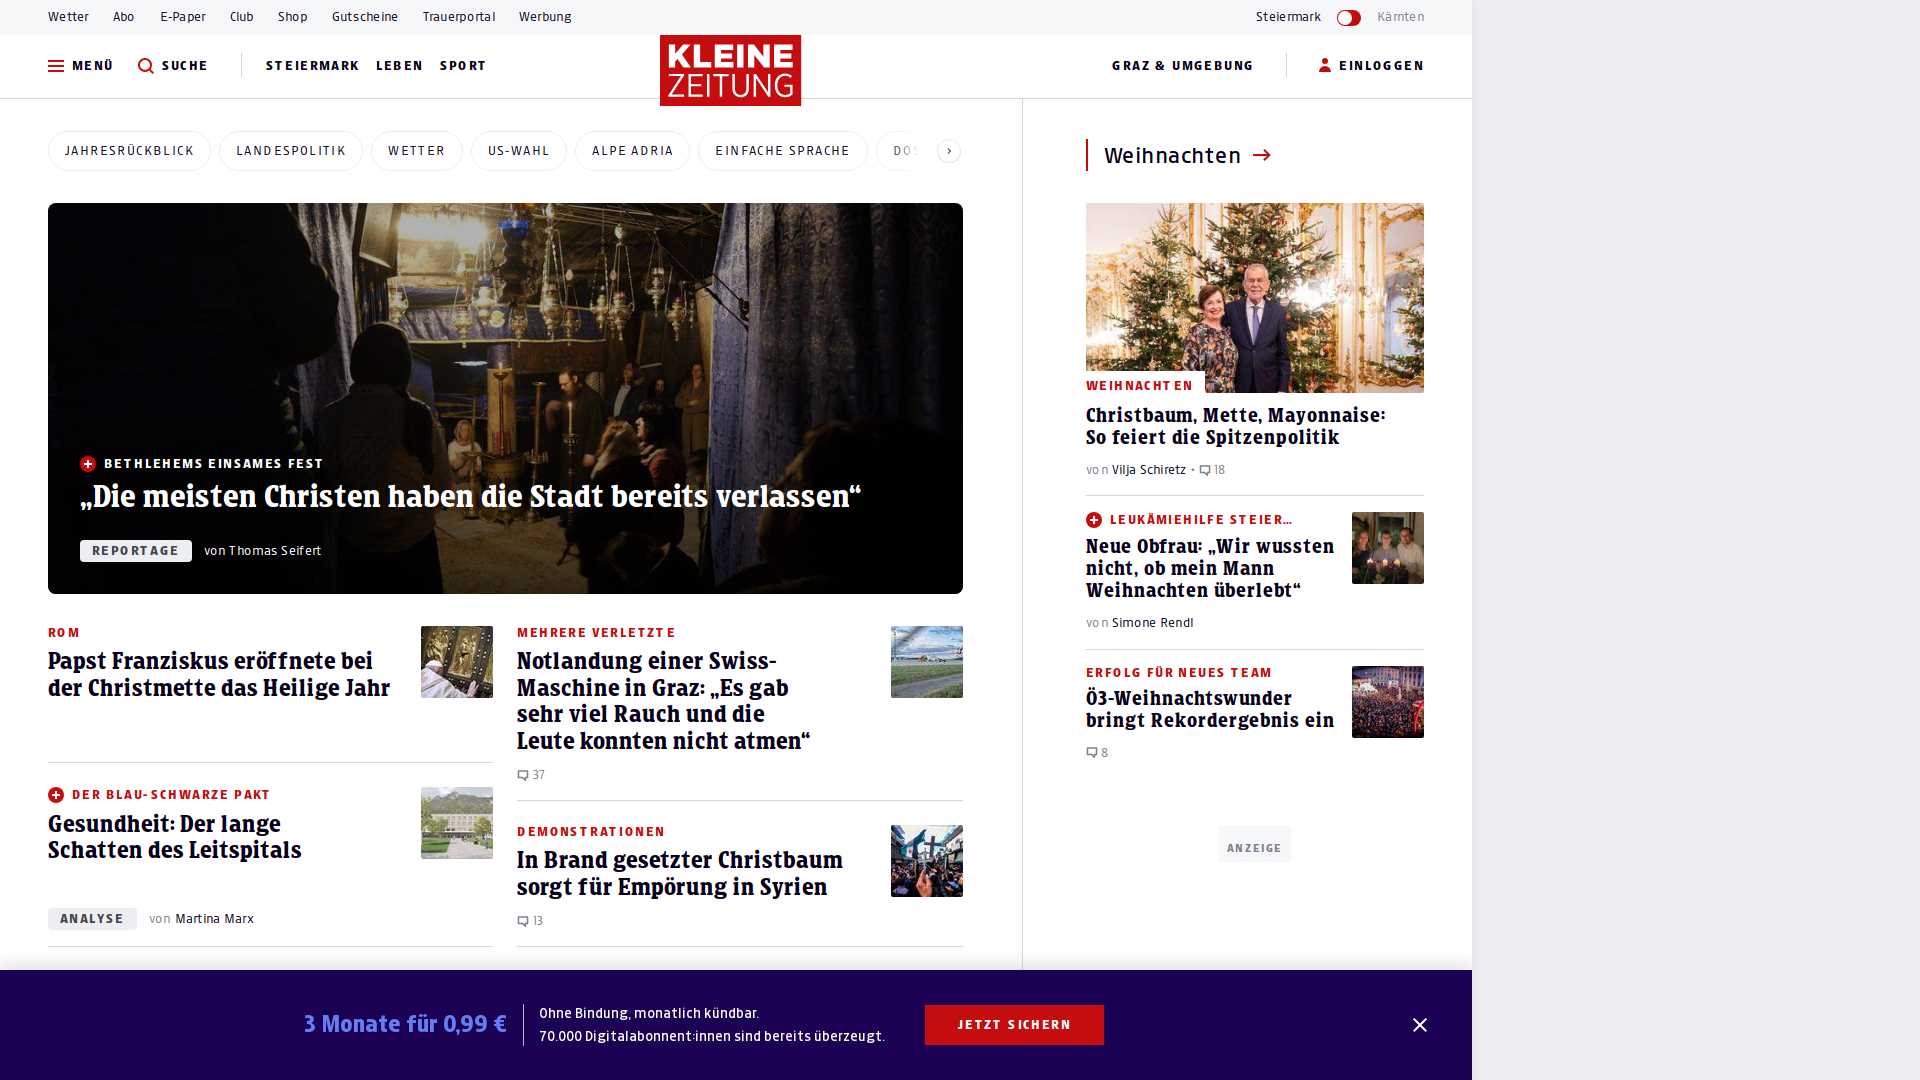 Wetter Abo E-Paper Club Shop Gutscheine Trauerportal Werbung
Steiermark Kärnten
MENÜ SUCHE STEIERMARK LEBEN SPORT
KLEINE
ZEITUNG
GRAZ & UMGEBUNG EINLOGGEN
JAHRESRÜCKBLICK LANDESPOLITIK WETTER US-WAHL ALPE ADRIA EINFACHE SPRACHE
BETHLEHEMS EINSAMES FEST
„Die meisten Christen haben die Stadt bereits verlassen“
REPORTAGE von Thomas Seifert
ROM
Papst Franziskus eröffnete bei
der Christmette das Heilige Jahr
DER BLAU-SCHWARZE PAKT
Gesundheit: Der lange
Schatten des Leitspitals
ANALYSE von Martina Marx
MEHRERE VERLETZTE
Notlandung einer Swiss-
Maschine in Graz: „Es gab
sehr viel Rauch und die
Leute konnten nicht atmen“
37
DEMONSTRATIONEN
In Brand gesetzter Christbaum
sorgt für Empörung in Syrien
13
Weihnachten
WEIHNACHTEN
Christbaum, Mette, Mayonnaise:
So feiert die Spitzenpolitik
von Vilja Schiretz • 18
LEUKÄMIEHILFE STEIER…
Neue Obfrau: „Wir wussten
nicht, ob mein Mann
Weihnachten überlebt“
von Simone Rendl
ERFOLG FÜR NEUES TEAM
Ö3-Weihnachtswunder
bringt Rekordergebnis ein
8
ANZEIGE
3 Monate für 0,99 €
Ohne Bindung, monatlich kündbar.
70.000 Digitalabonnent:innen sind bereits überzeugt.
JETZT SICHERN